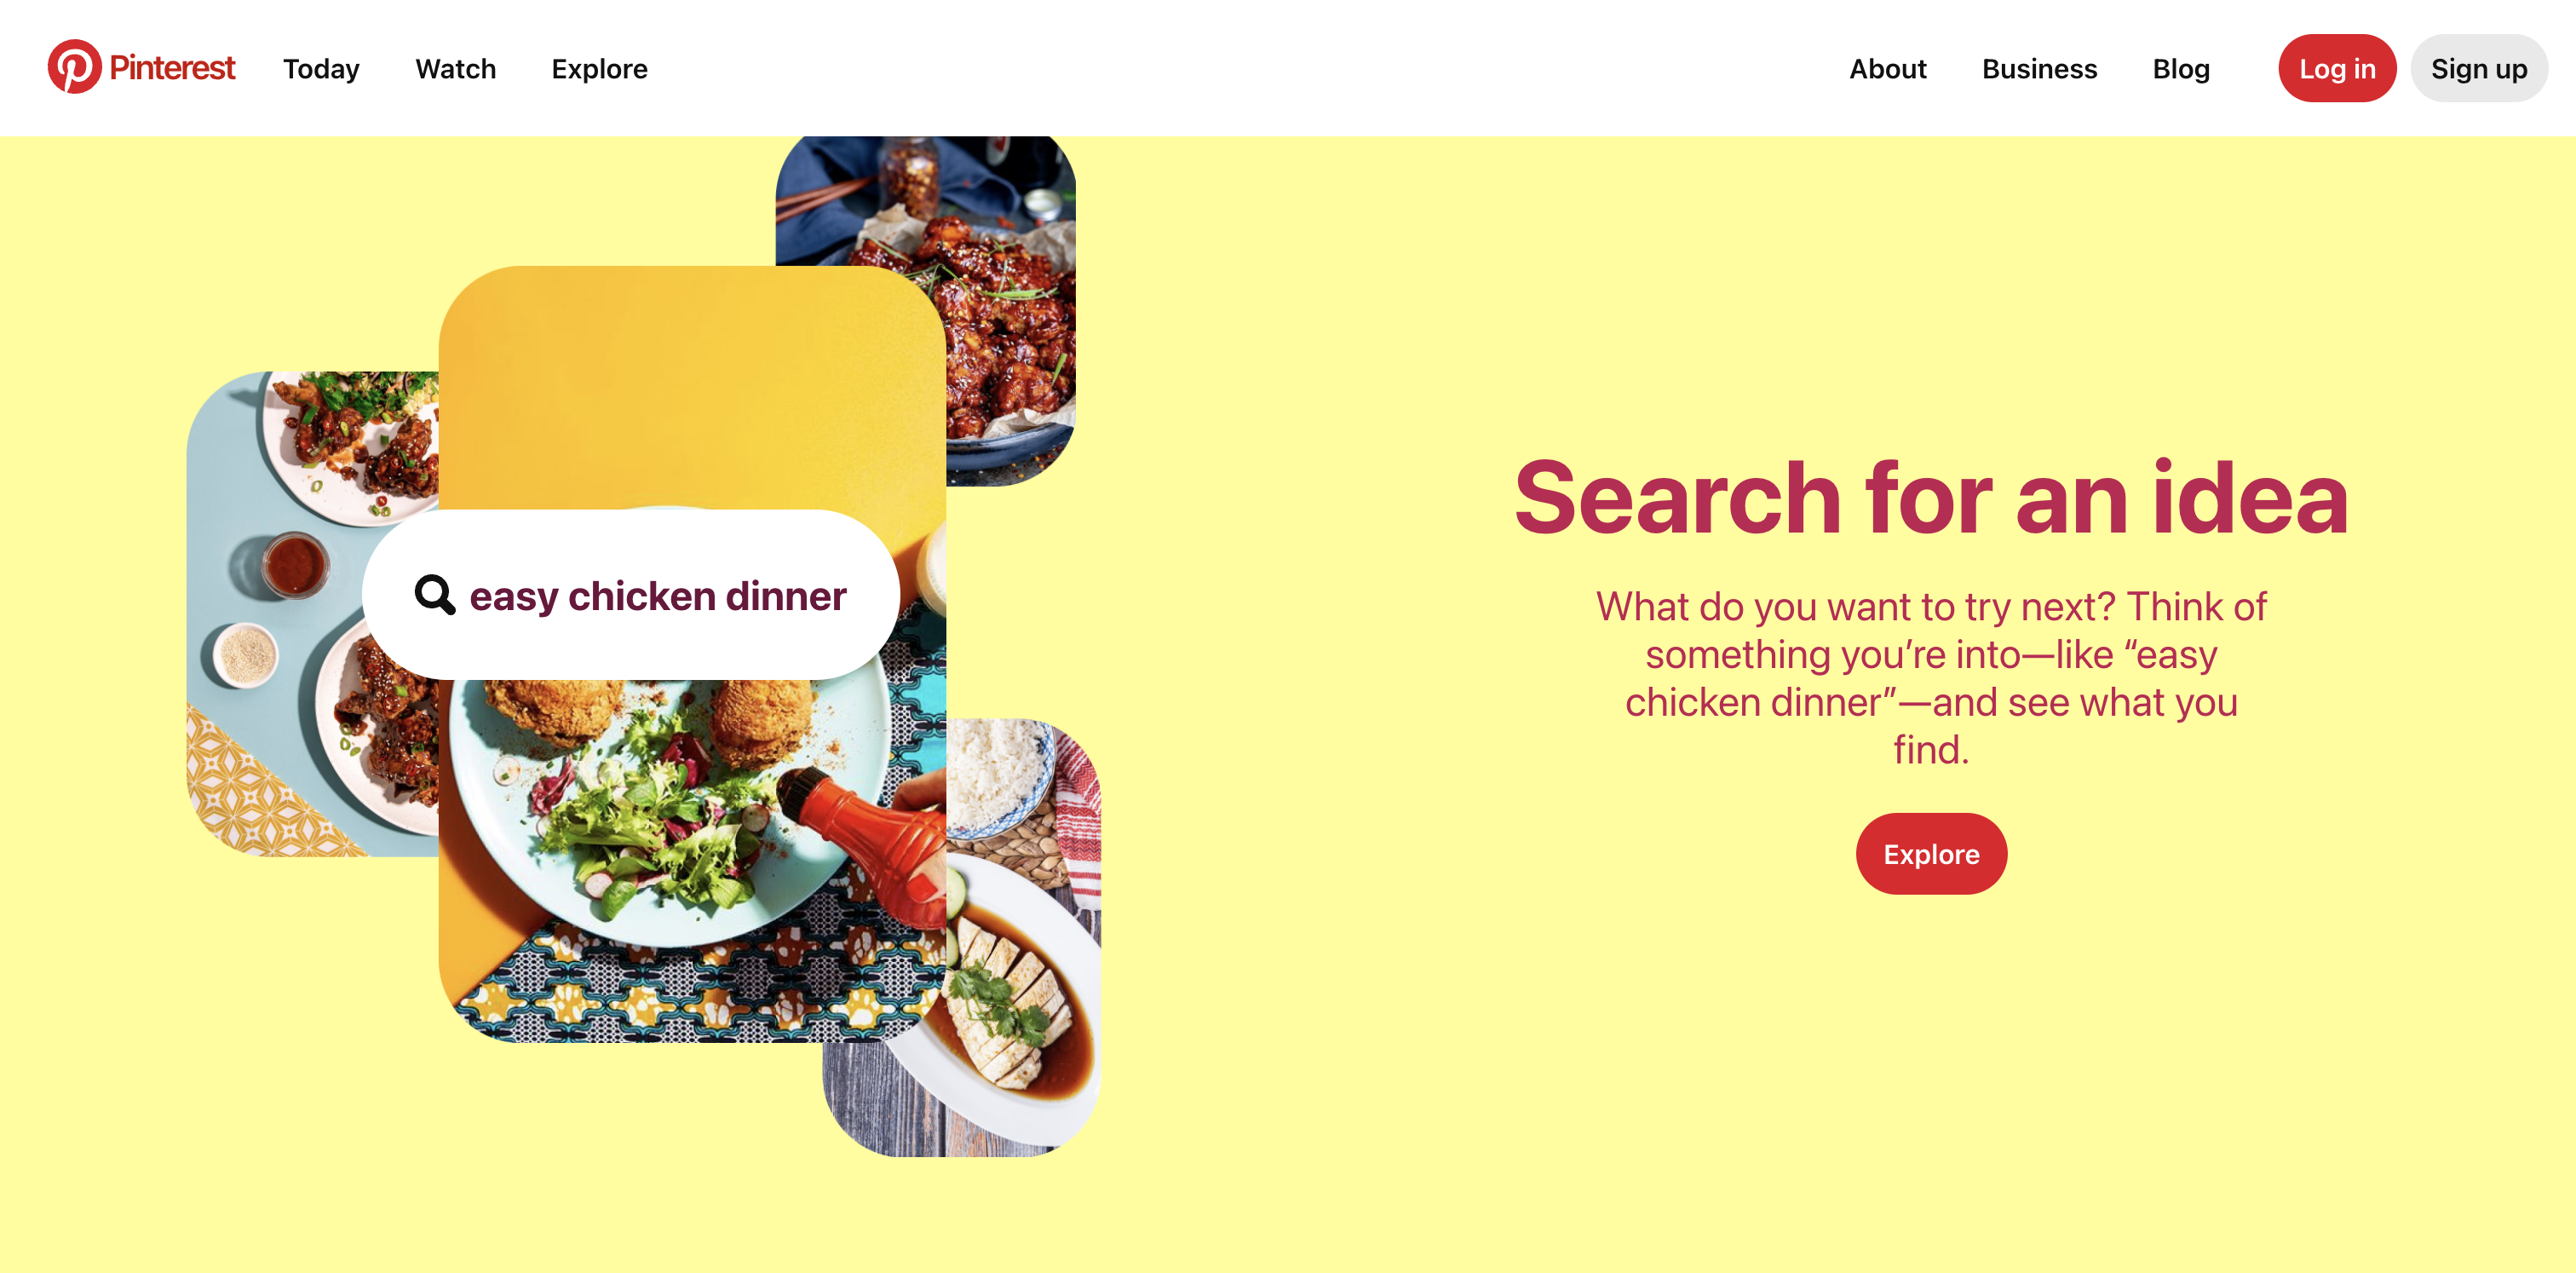 Pinterest
Today
Watch
Explore
About
Business
Blog
Log in
Sign up
easy chicken dinner
Search for an idea
What do you want to try next? Think of
something you’re into—like “easy
chicken dinner”—and see what you
find.
Explore